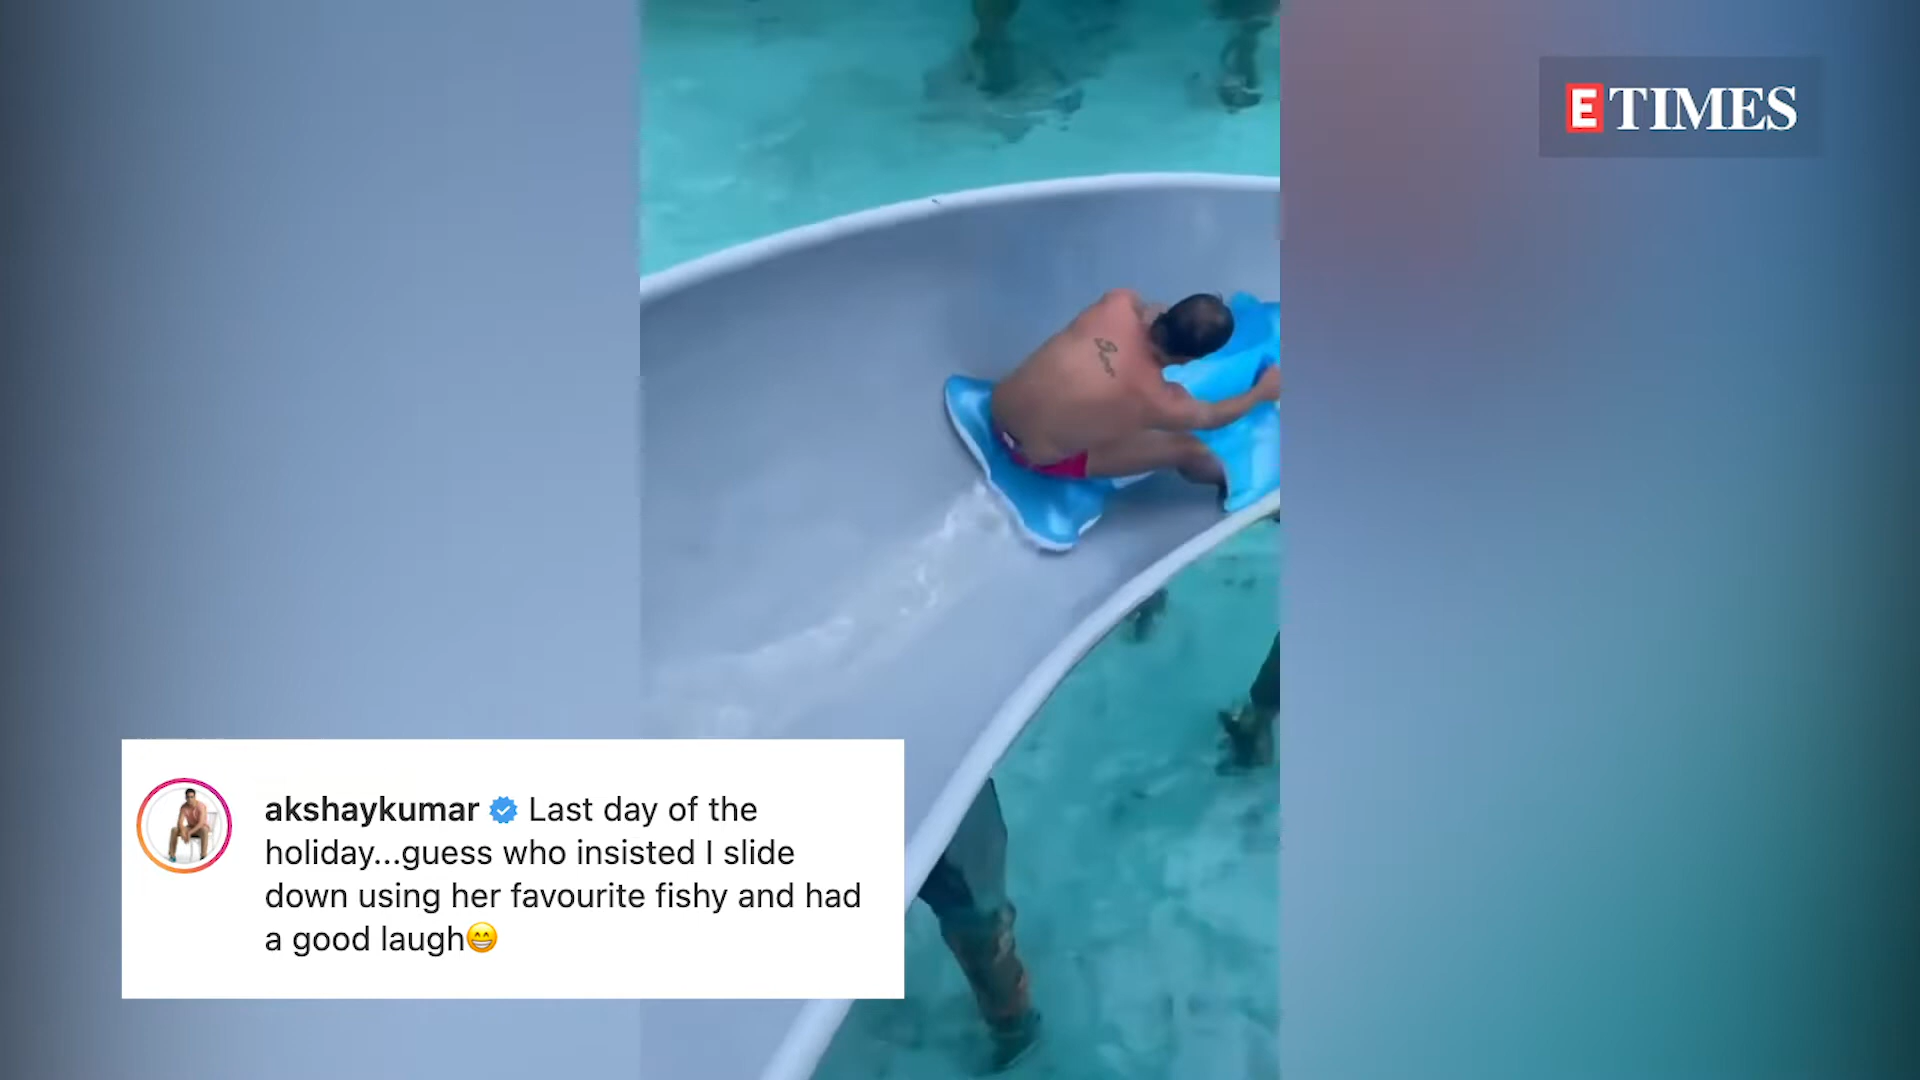 E TIMES
akshaykumar Last day of the
holiday...guess who insisted I slide
down using her favourite fishy and had
a good laugh😁